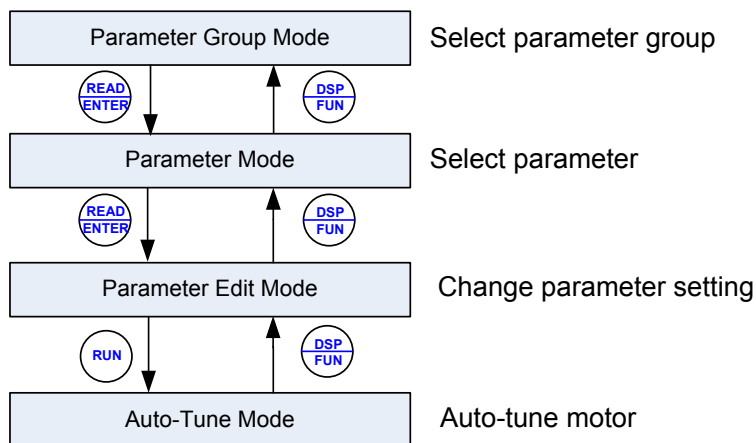 Parameter Group Mode
Select parameter group
READ
ENTER
DSP
FUN
Parameter Mode
Select parameter
READ
ENTER
DSP
FUN
Parameter Edit Mode
Change parameter setting
RUN
DSP
FUN
Auto-Tune Mode
Auto-tune motor